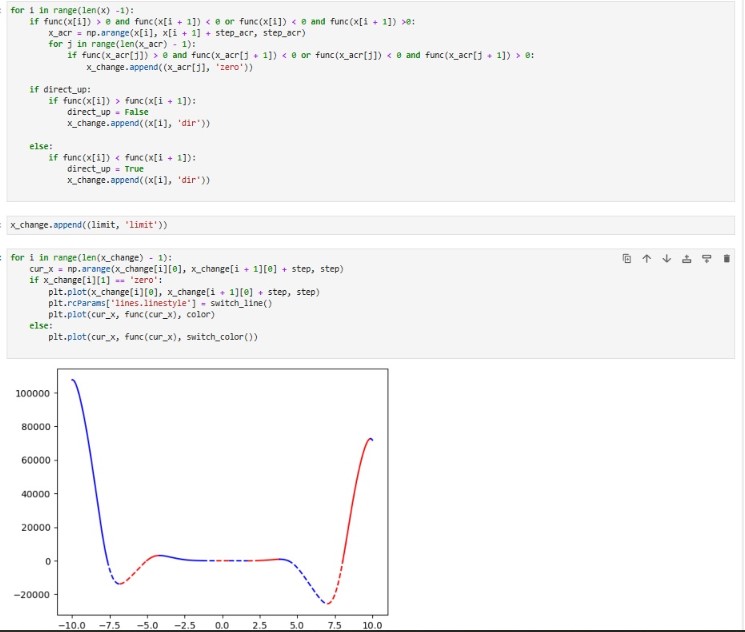 for i in range(len(x) -1):
if func(x[i]) > 0 and func(x[i + 1]) < 0 or func(x[i]) < 0 and func(x[i + 1]) >0:
x_acr = np.arange(x[i], x[i + 1] + step_acr, step_acr)
for j in range(len(x_acr) - 1):
if func(x_acr[j]) > 0 and func(x_acr[j + 1]) < 0 or func(x_acr[j]) < 0 and func(x_acr[j + 1]) > 0:
x_change.append((x_acr[j], 'zero'))
if direct_up:
if func(x[i]) > func(x[i + 1]):
direct_up = False
x_change.append((x[i], 'dir'))
else:
if func(x[i]) < func(x[i + 1]):
direct_up = True
x_change.append((x[i], 'dir'))
x_change.append((limit, 'limit'))
for i in range(len(x_change) - 1):
cur_x = np.arange(x_change[i][0], x_change[i + 1][0] + step, step)
if x_change[i][1] == 'zero':
plt.plot(x_change[i][0], x_change[i + 1][0] + step, step)
plt.rcParams['lines.linestyle'] = switch_line()
plt.plot(cur_x, func(cur_x), color)
else:
plt.plot(cur_x, func(cur_x), switch_color())
100000
80000
60000
40000
20000
0
−20000
−10.0 −7.5 −5.0 −2.5 0.0 2.5 5.0 7.5 10.0